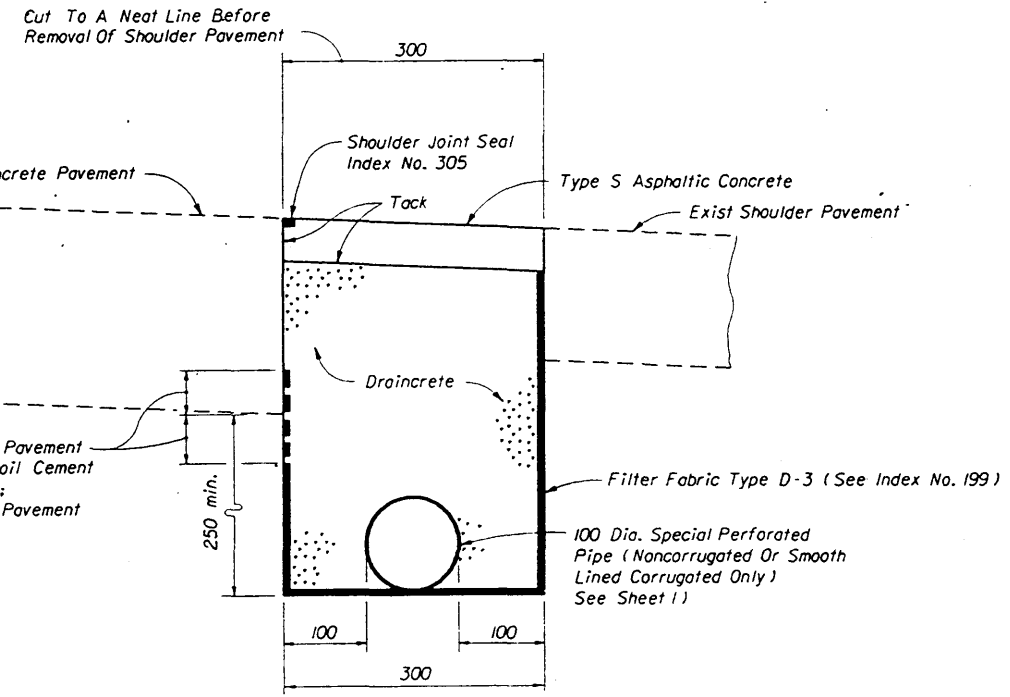 Cut To A Neat Line Before
Removal Of Shoulder Pavement
300
Shoulder Joint Seal
Index No. 305
crete Pavement
Type S Asphaltic Concrete
Tack
Exist Shoulder Pavement
Draincrete
Pavement
oil Cement
Pavement
250 min.
Filter Fabric Type D-3 (See Index No. 199)
100 Dia. Special Perforated
Pipe (Noncorrugated Or Smooth
Lined Corrugated Only)
See Sheet 1)
100
100
300